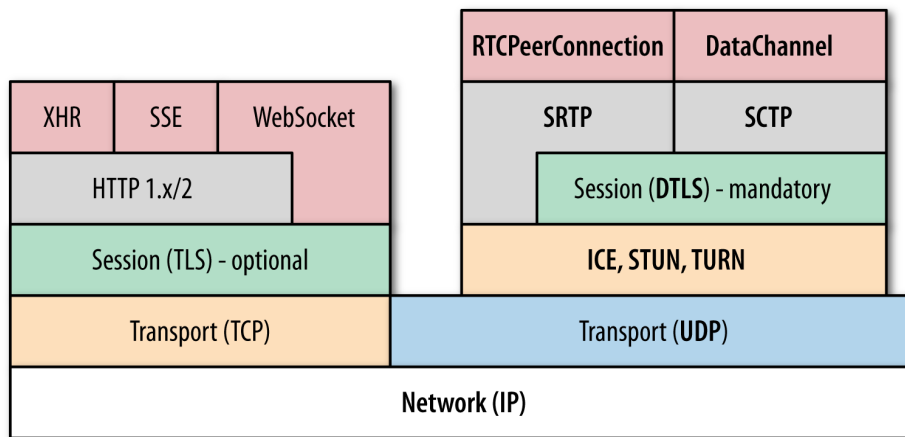 RTCPeerConnection DataChannel
XHR SSE WebSocket SRTP SCTP
HTTP 1.x/2 Session (DTLS) - mandatory
Session (TLS) - optional ICE, STUN, TURN
Transport (TCP) Transport (UDP)
Network (IP)